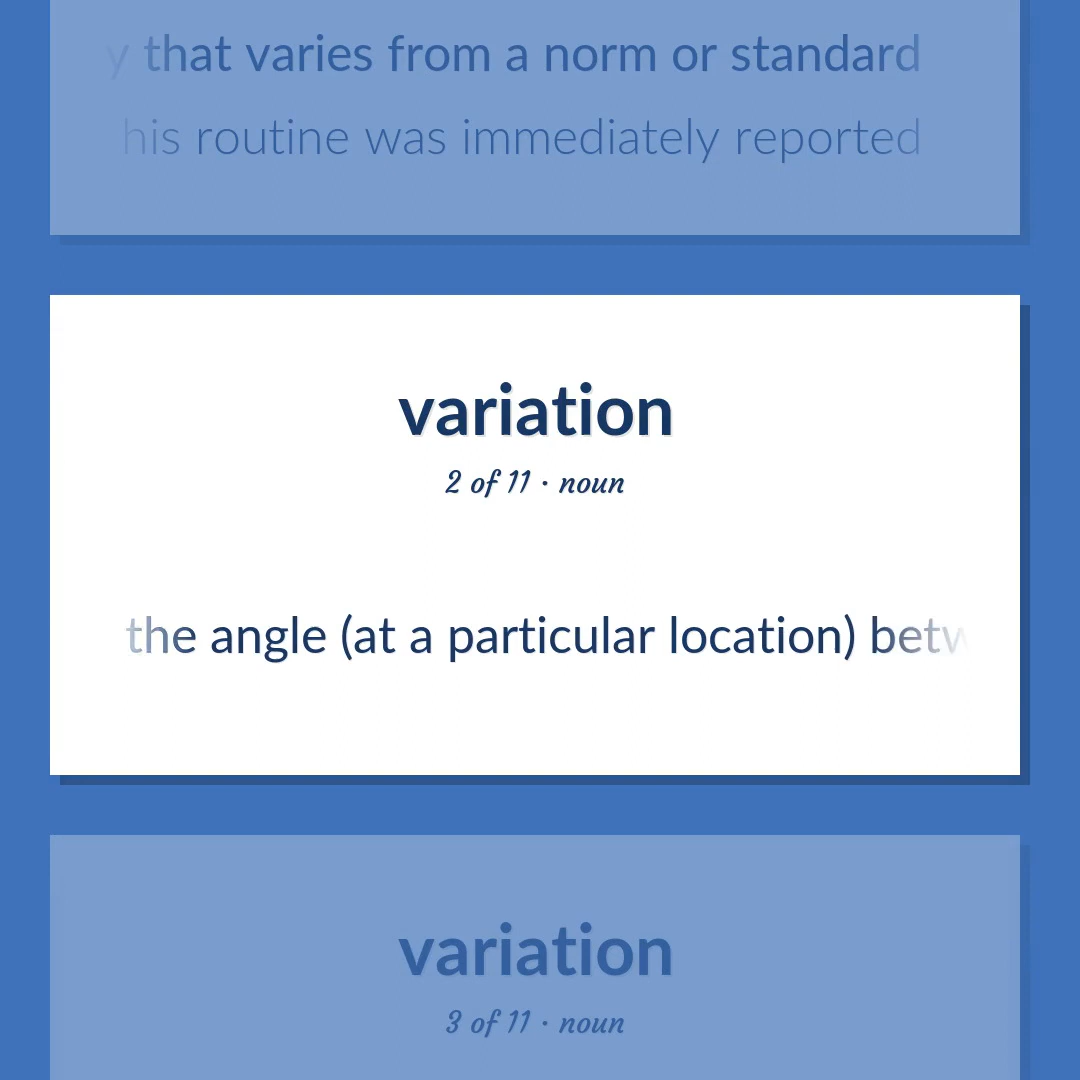 y that varies from a norm or standard
his routine was immediately reported
variation
2 of 11 · noun
the angle (at a particular location) betw
variation
3 of 11 · noun